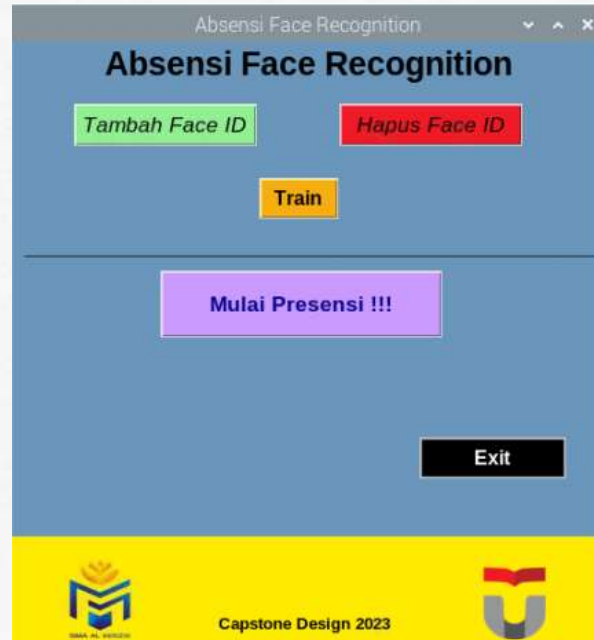 Absensi Face Recognition
Absensi Face Recognition
Tambah Face ID
Hapus Face ID
Train
Mulai Presensi !!!
Exit
Capstone Design 2023